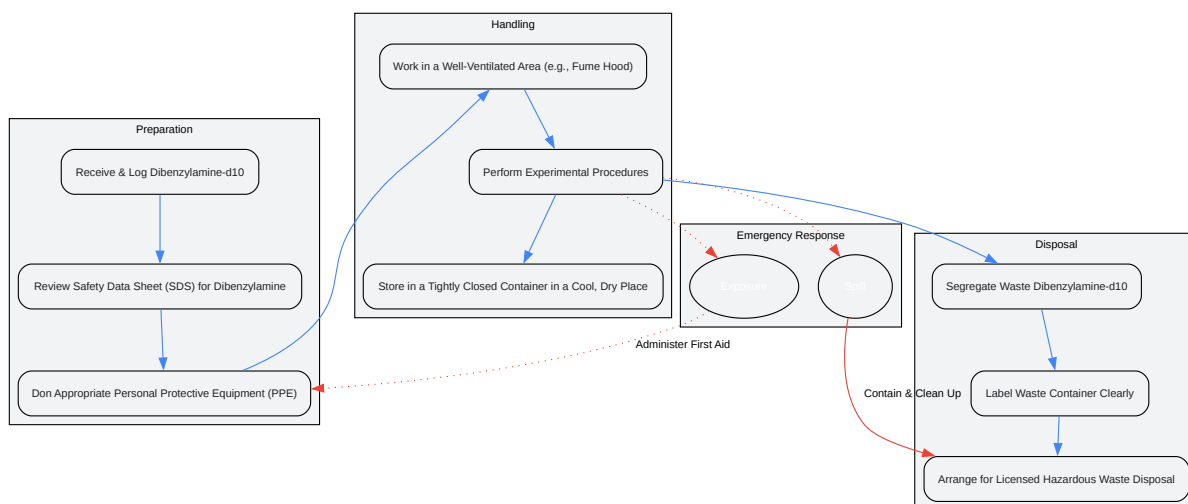 Handling
Work in a Well-Ventilated Area (e.g., Fume Hood)
Perform Experimental Procedures
Store in a Tightly Closed Container in a Cool, Dry Place
Preparation
Receive & Log Dibenzylamine-d10
Review Safety Data Sheet (SDS) for Dibenzylamine
Don Appropriate Personal Protective Equipment (PPE)
Emergency Response
Exposure
Spill
Administer First Aid
Contain & Clean Up
Disposal
Segregate Waste Dibenzylamine-d10
Label Waste Container Clearly
Arrange for Licensed Hazardous Waste Disposal